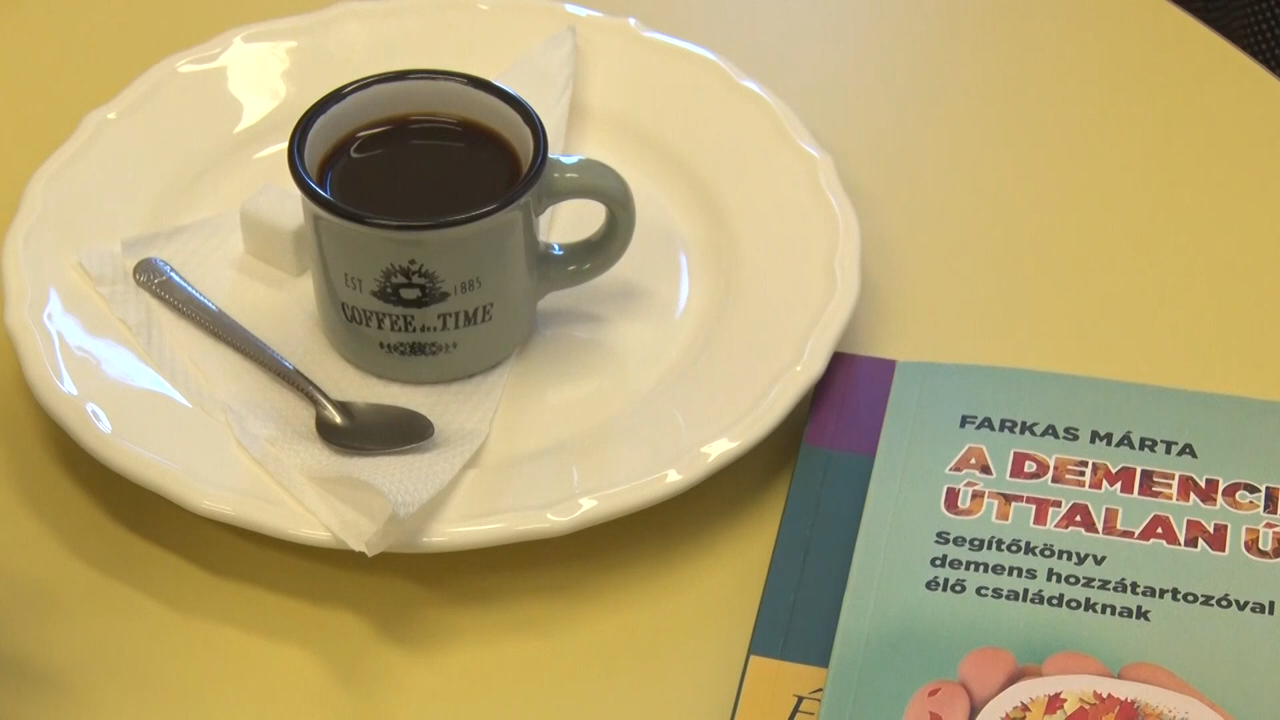 EST 1885
COFFEE TIME
FARKAS MÁRTA
A DEMENCI
ÚTTALAN Ú
Segítőkönyv
demens hozzátartozóval
élő családoknak
É